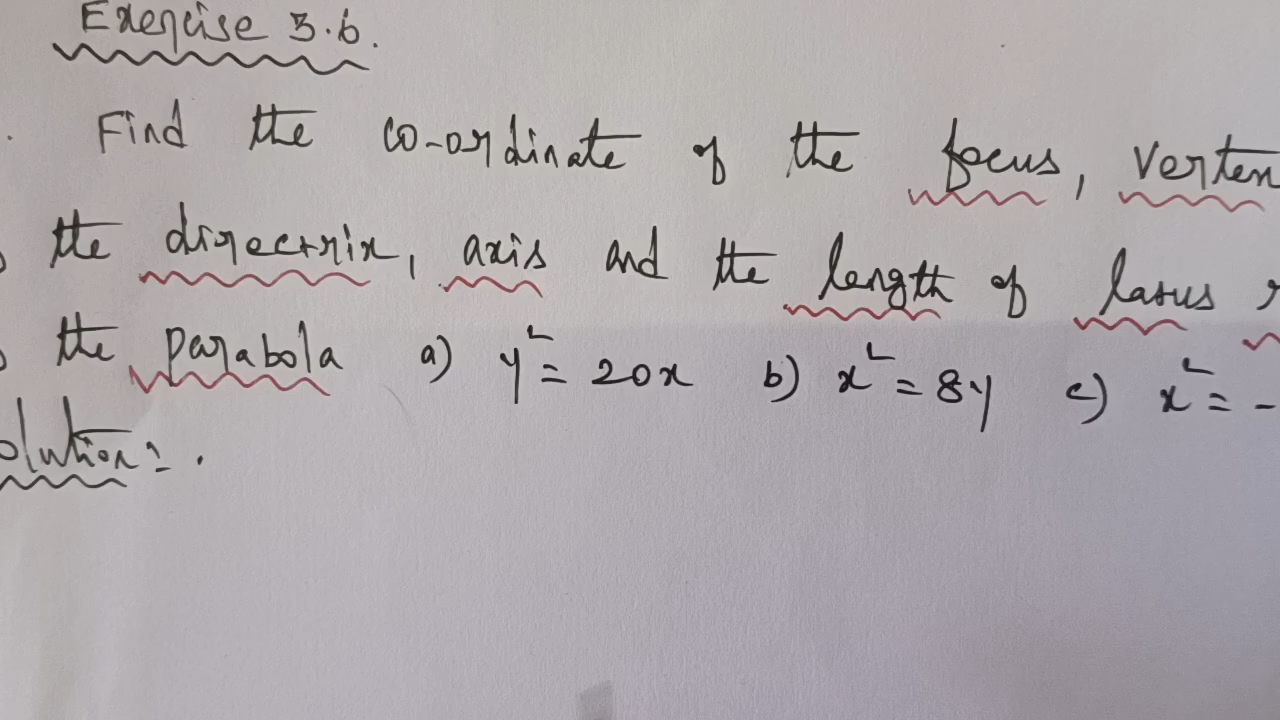 Exercise 3.6.
Find the co-ordinate of the focus, Vertex
the directrix, axis and the length of latus
the parabola a) y² = 20x b) x² = 8y c) x² = -
olution:.